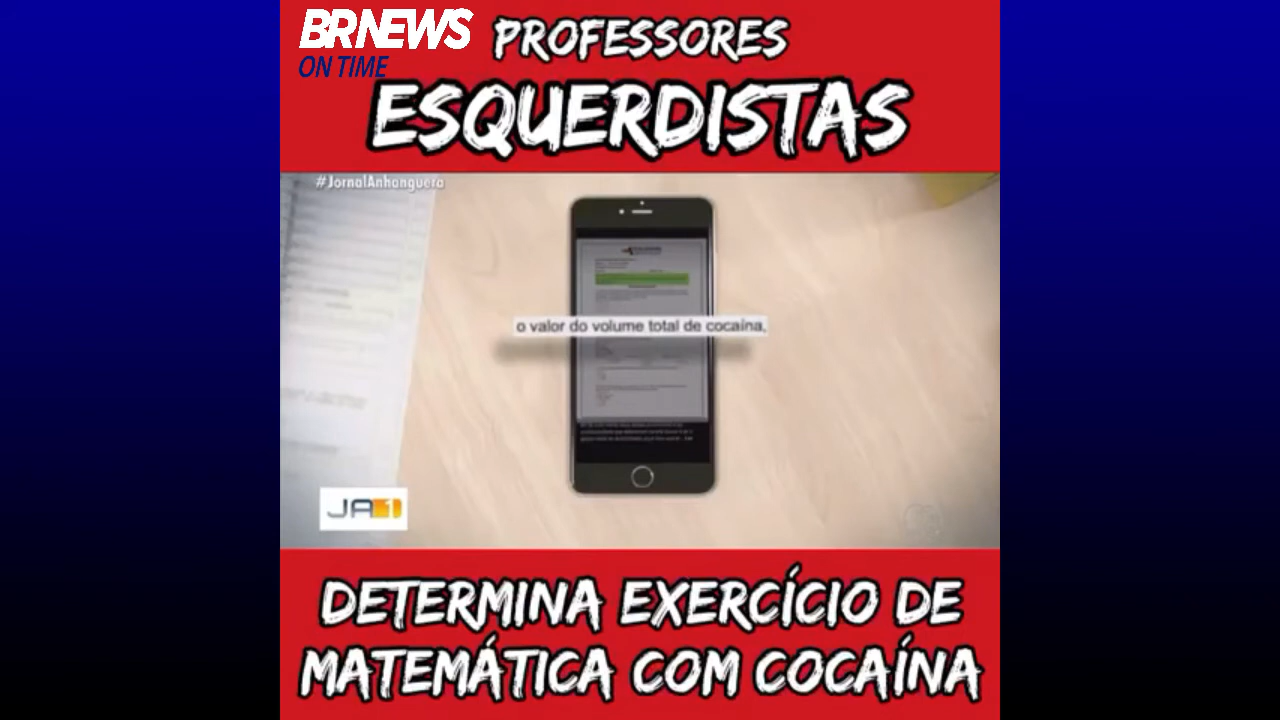 BRNEWS
ON TIME
PROFESSORES
ESQUERDISTAS
#JornalAnhanguera
o valor do volume total de cocaína,
JA1
DETERMINA EXERCÍCIO DE
MATEMÁTICA COM COCAÍNA